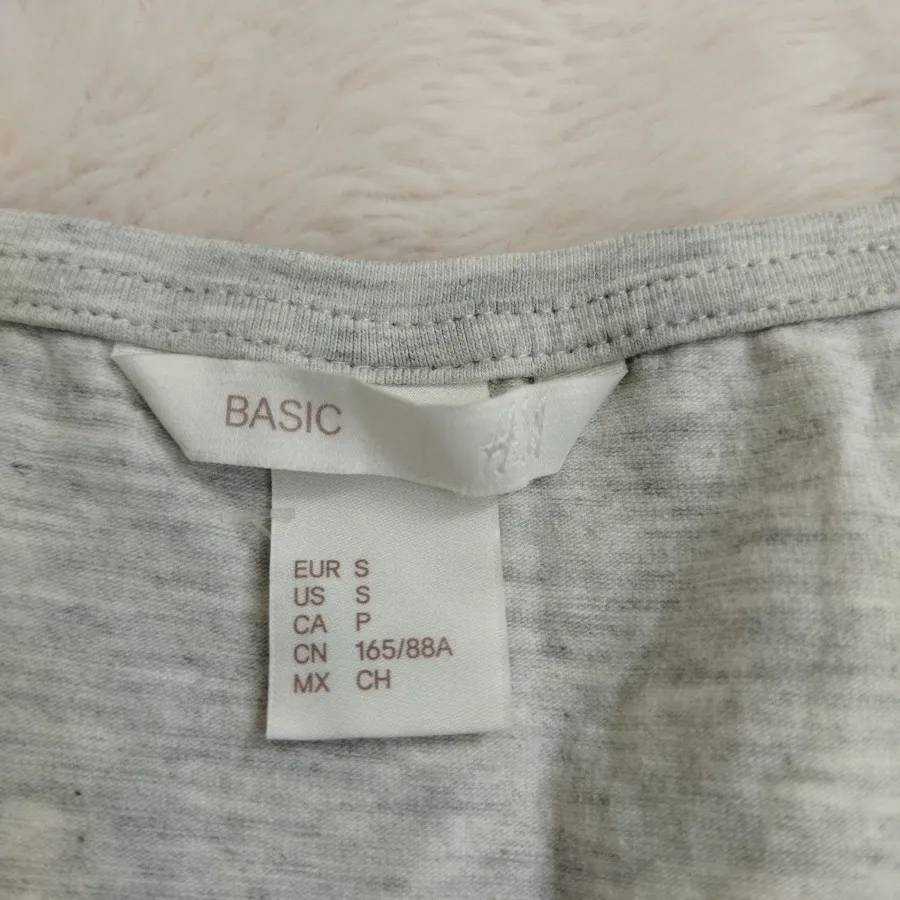 BASIC
H&M
EUR S
US S
CA P
CN 165/88A
MX CH